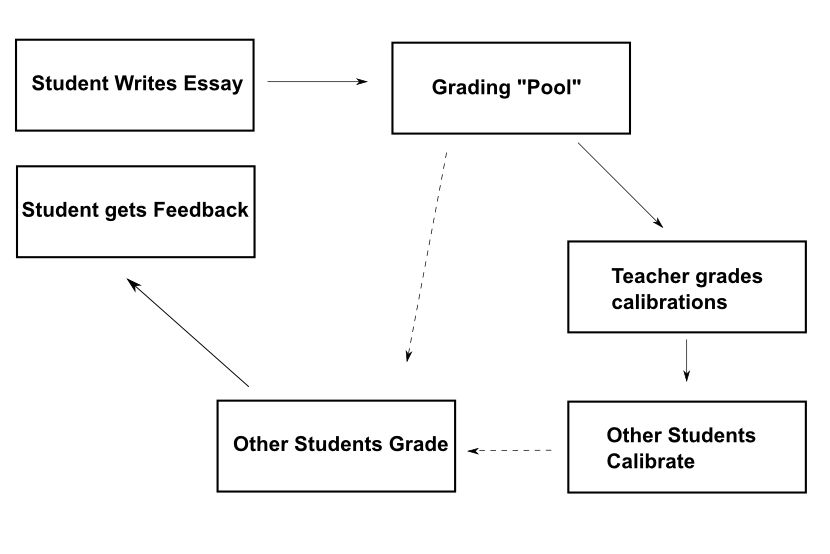 Student Writes Essay
Grading "Pool"
Student gets Feedback
Teacher grades
calibrations
Other Students Grade
Other Students
Calibrate